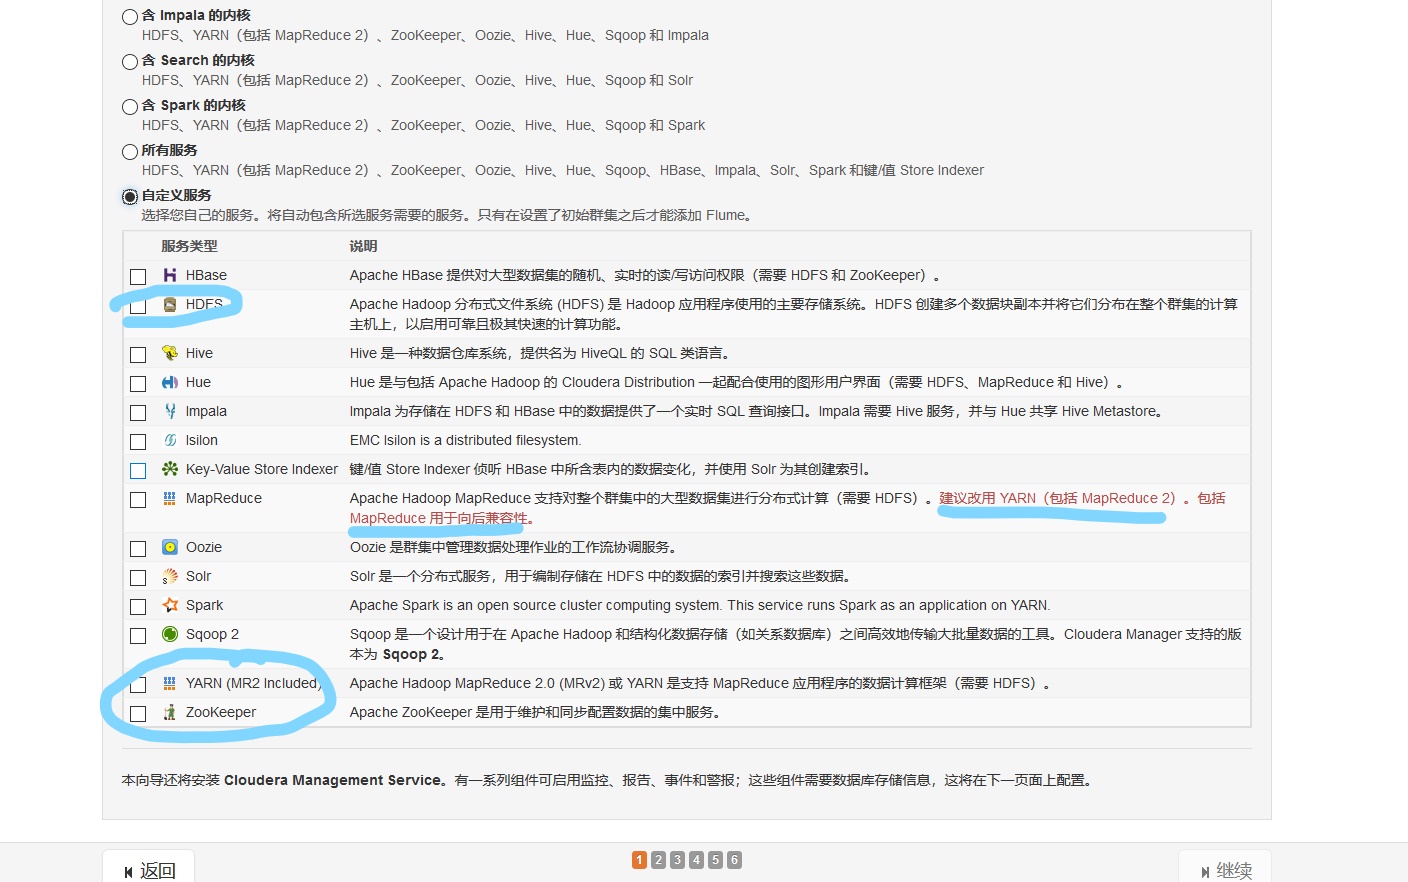 含 Impala 的内核
HDFS、YARN（包括 MapReduce 2）、ZooKeeper、Oozie、Hive、Hue、Sqoop 和 Impala
含 Search 的内核
HDFS、YARN（包括 MapReduce 2）、ZooKeeper、Oozie、Hive、Hue、Sqoop 和 Solr
含 Spark 的内核
HDFS、YARN（包括 MapReduce 2）、ZooKeeper、Oozie、Hive、Hue、Sqoop 和 Spark
所有服务
HDFS、YARN（包括 MapReduce 2）、ZooKeeper、Oozie、Hive、Hue、Sqoop、HBase、Impala、Solr、Spark 和键/值 Store Indexer
自定义服务
选择您自己的服务。将自动包含所选服务需要的服务。只有在设置了初始群集之后才能添加 Flume。
服务类型 说明
HBase Apache HBase 提供对大型数据集的随机、实时的读/写访问权限（需要 HDFS 和 ZooKeeper）。
HDFS Apache Hadoop 分布式文件系统 (HDFS) 是 Hadoop 应用程序使用的主要存储系统。HDFS 创建多个数据块副本并将它们分布在整个群集的计算
主机上，以启用可靠且极其快速的计算功能。
Hive Hive 是一种数据仓库系统，提供名为 HiveQL 的 SQL 类语言。
Hue Hue 是与包括 Apache Hadoop 的 Cloudera Distribution 一起配合使用的图形用户界面（需要 HDFS、MapReduce 和 Hive）。
Impala Impala 为存储在 HDFS 和 HBase 中的数据提供了一个实时 SQL 查询接口。Impala 需要 Hive 服务，并与 Hue 共享 Hive Metastore。
Isilon EMC Isilon is a distributed filesystem.
Key-Value Store Indexer 键/值 Store Indexer 侦听 HBase 中所含表内的数据变化，并使用 Solr 为其创建索引。
MapReduce Apache Hadoop MapReduce 支持对整个群集中的大型数据集进行分布式计算（需要 HDFS）。建议改用 YARN（包括 MapReduce 2）。包括
MapReduce 用于向后兼容性。
Oozie Oozie 是群集中管理数据处理作业的工作流协调服务。
Solr Solr 是一个分布式服务，用于编制存储在 HDFS 中的数据的索引并搜索这些数据。
Spark Apache Spark is an open source cluster computing system. This service runs Spark as an application on YARN.
Sqoop 2 Sqoop 是一个设计用于在 Apache Hadoop 和结构化数据存储（如关系数据库）之间高效地传输大批量数据的工具。Cloudera Manager 支持的版
本为 Sqoop 2。
YARN (MR2 Included) Apache Hadoop MapReduce 2.0 (MRv2) 或 YARN 是支持 MapReduce 应用程序的数据计算框架（需要 HDFS）。
ZooKeeper Apache ZooKeeper 是用于维护和同步配置数据的集中服务。
本向导还将安装 Cloudera Management Service。有一系列组件可启用监控、报告、事件和警报；这些组件需要数据库存储信息，这将在下一页面上配置。
返回 1 2 3 4 5 6 继续